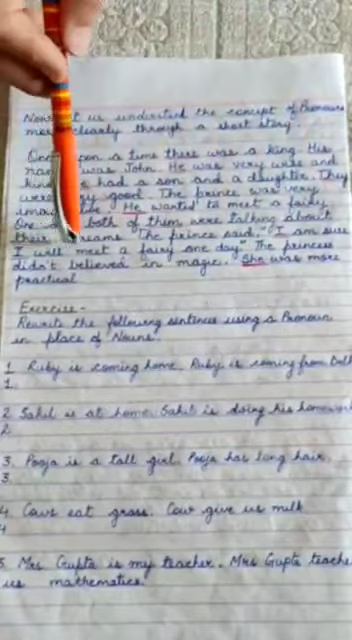 Now let us understand the concept of Pronouns
more clearly through a short story.
Once upon a time there was a king. His
name was John. He was very wise and
kind. He had a son and a daughter. They
were very good. The prince was very
He wanted to meet a fairy.
One day both of them were talking about
their dreams. The prince said, "I am sure
I will meet a fairy one day" The princess
didn't believed in magic. She was more
practical.
Exercise -
Rewrite the following sentences using a Pronoun
in place of Nouns.
1. Ruby is coming home. Ruby is coming from
1.
2. Sahil is at home. Sahil is doing his homework
2.
3. Pooja is a tall girl. Pooja has long hair.
3.
4. Cows eat grass. Cow give us milk
4
5. Mrs Gupta is my teacher. Mrs Gupta teache
us mathematics.